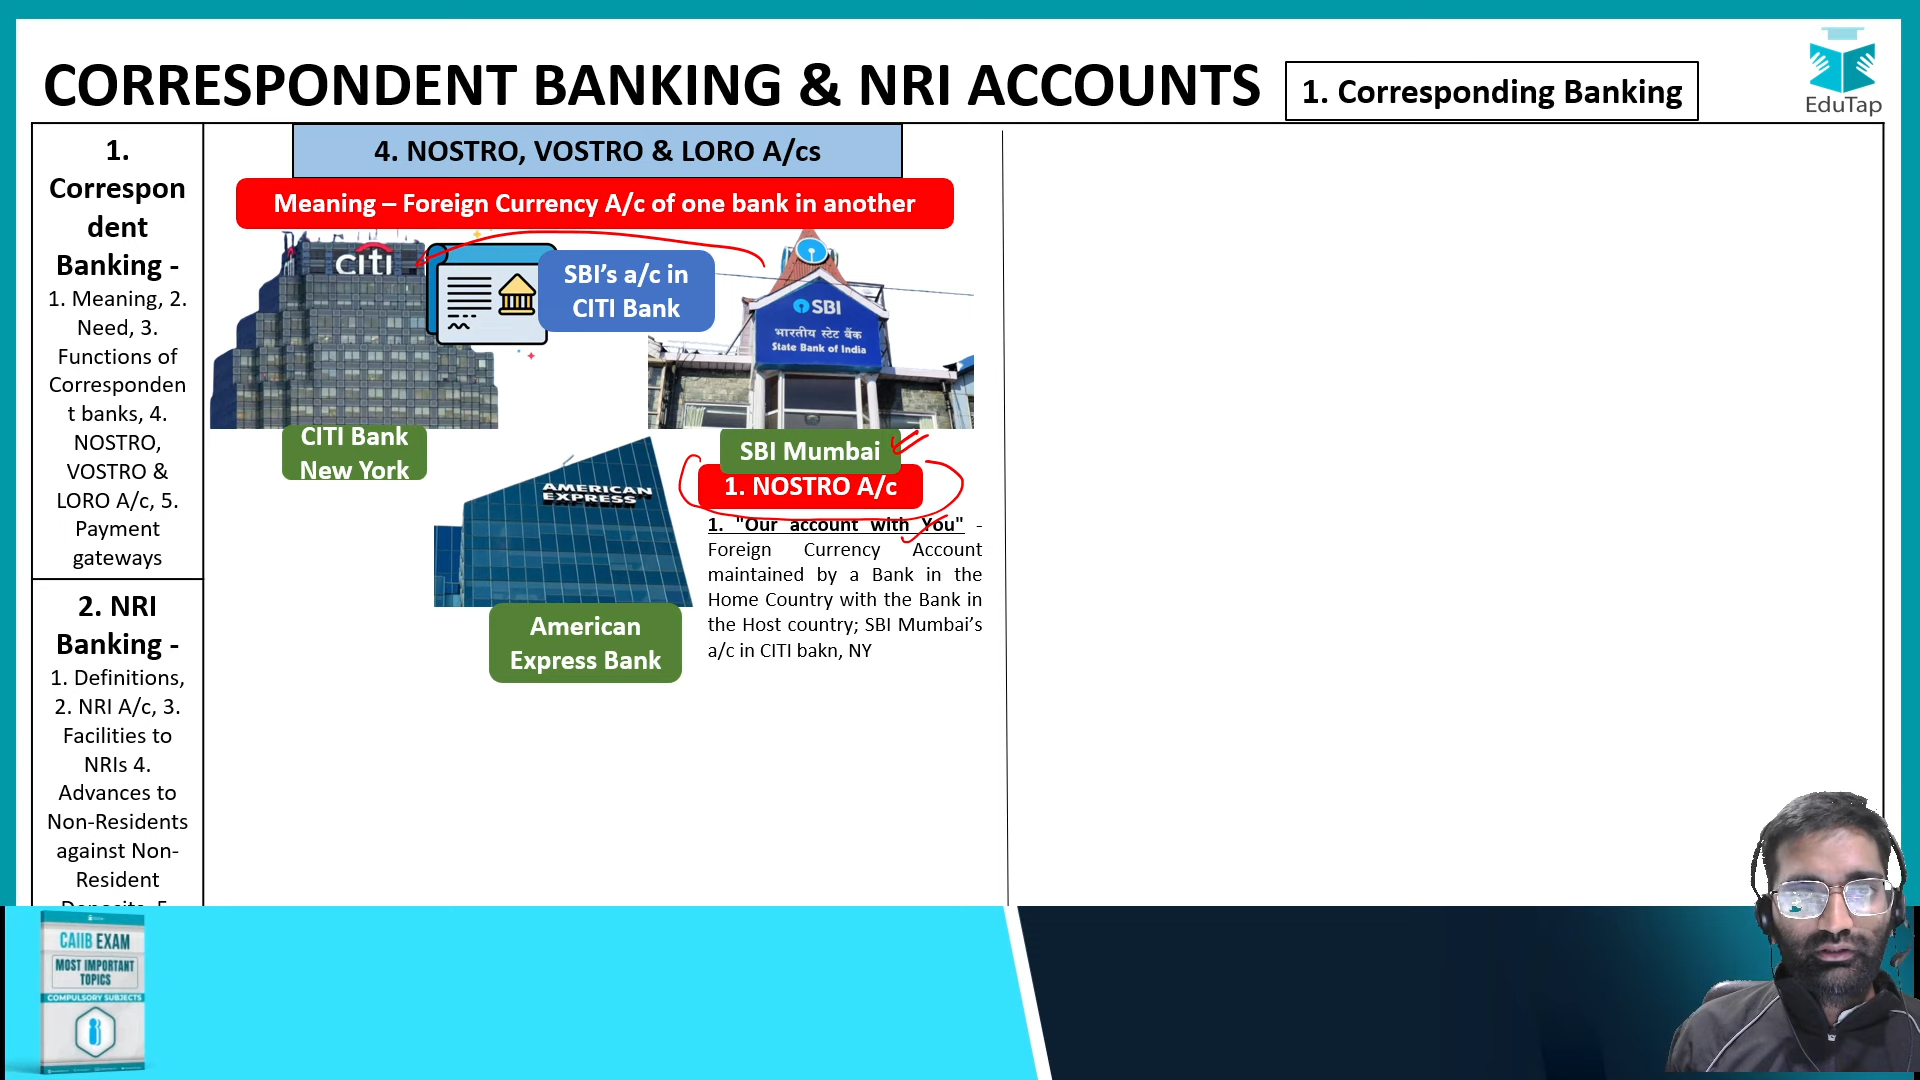 CORRESPONDENT BANKING & NRI ACCOUNTS
1. Corresponding Banking
EduTap
1.
Correspon
dent
Banking -
1. Meaning, 2.
Need, 3.
Functions of
Corresponden
t banks, 4.
NOSTRO,
VOSTRO &
LORO A/c, 5.
Payment
gateways
2. NRI
Banking -
1. Definitions,
2. NRI A/c, 3.
Facilities to
NRIs 4.
Advances to
Non-Residents
against Non-
Resident
4. NOSTRO, VOSTRO & LORO A/cs
Meaning – Foreign Currency A/c of one bank in another
citi
SBI's a/c in
CITI Bank
SBI
भारतीय स्टेट बैंक
State Bank of India
CITI Bank
New York
SBI Mumbai
1. NOSTRO A/c
AMERICAN
EXPRESS
American
Express Bank
1. "Our account with You" -
Foreign Currency Account
maintained by a Bank in the
Home Country with the Bank in
the Host country; SBI Mumbai's
a/c in CITI bakn, NY
CAIIB EXAM
MOST IMPORTANT
TOPICS
COMPULSORY SUBJECTS